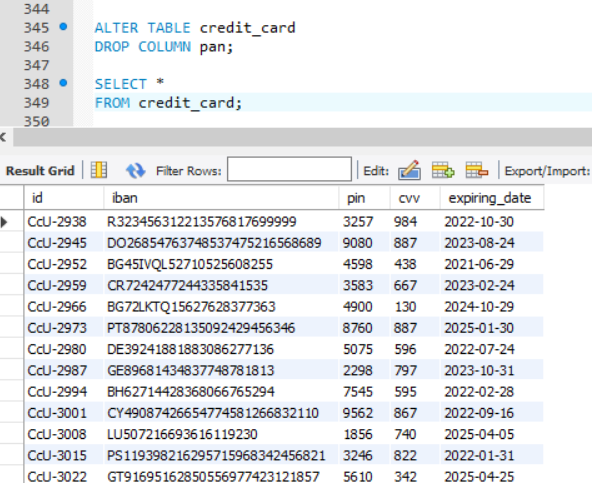 344
345 ALTER TABLE credit_card
346 DROP COLUMN pan;
347
348 SELECT *
349 FROM credit_card;
350
Result Grid Filter Rows: Edit: Export/Import:
id iban pin cvv expiring_date
CcU-2938 R323456312213576817699999 3257 984 2022-10-30
CcU-2945 DO26854763748537475216568689 9080 887 2023-08-24
CcU-2952 BG45IVQL52710525608255 4598 438 2021-06-29
CcU-2959 CR7242477244335841535 3583 667 2023-02-24
CcU-2966 BG72LKTQ15627628377363 4900 130 2024-10-29
CcU-2973 PT87806228135092429456346 8760 887 2025-01-30
CcU-2980 DE39241881883086277136 5075 596 2022-07-24
CcU-2987 GE89681434837748781813 2298 797 2023-10-31
CcU-2994 BH62714428368066765294 7545 595 2022-02-28
CcU-3001 CY49087426654774581266832110 9562 867 2022-09-16
CcU-3008 LU507216693616119230 1856 740 2025-04-05
CcU-3015 PS119398216295715968342456821 3246 822 2022-01-31
CcU-3022 GT91695162850556977423121857 5610 342 2025-04-25